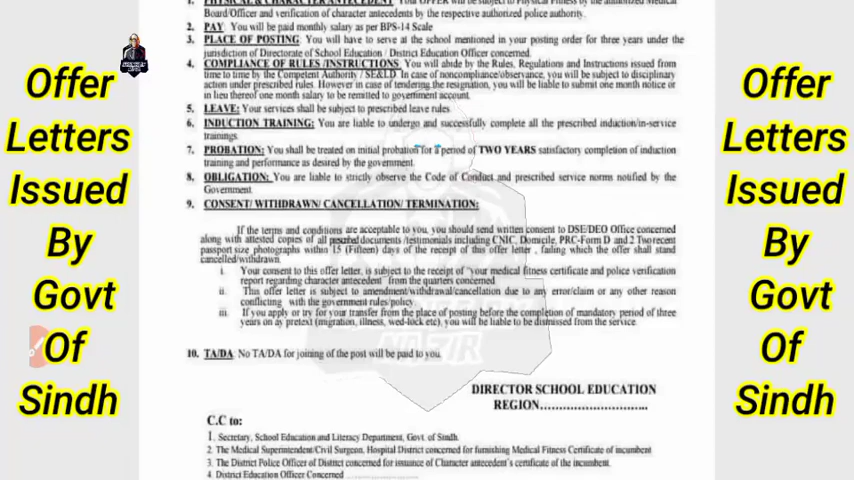 1. PHYSICAL & CHARACTER ANTECEDENT Your OFFER will be subject to Physical Fitness by the authorized Medical
Board/Officer and verification of character antecedents by the respective authorized police authority.
2. PAY You will be paid monthly salary as per BPS-14 Scale
3. PLACE OF POSTING You will have to serve at the school mentioned in your posting order for three years under the
jurisdiction of Directorate of School Education / District Education Officer concerned.
4. COMPLIANCE OF RULES /INSTRUCTIONS You will abide by the Rules, Regulations and Instructions issued from
time to time by the Competent Authority / SE&LD In case of noncompliance/observance, you will be subject to disciplinary
action under prescribed rules. However in case of tendering the resignation, you will be liable to submit one month notice or
in lieu thereof one month salary to be remitted to government account.
5. LEAVE: Your services shall be subject to prescribed leave rules.
6. INDUCTION TRAINING: You are liable to undergo and successfully complete all the prescribed induction/in-service
trainings.
7. PROBATION: You shall be treated on initial probation for a period of TWO YEARS satisfactory completion of induction
training and performance as desired by the government.
8. OBLIGATION: You are liable to strictly observe the Code of Conduct and prescribed service norms notified by the
Government.
9. CONSENT/ WITHDRAWN/ CANCELLATION/ TERMINATION:
If the terms and conditions are acceptable to you, you should send written consent to DSE/DEO Office concerned
along with attested copies of all documents /testimonials including CNIC, Domicile, PRC-Form D and 2 Two recent
passport size photographs within 15 (Fifteen) days of the receipt of this offer letter , failing which the offer shall stand
cancelled/withdrawn.
i. Your consent to this offer letter, is subject to the receipt of "your medical fitness certificate and police verification
report regarding character antecedent" from the quarters concerned
ii. This offer letter is subject to amendment/withdrawal/cancellation due to any error/claim or any other reason
conflicting with the government rules/policy.
iii. If you apply or try for your transfer from the place of posting before the completion of mandatory period of three
years on ay pretext (migration, illness, wed-lock etc), you will be liable to be dismissed from the service
10. TA/DA: No TA/DA for joining of the post will be paid to you.
DIRECTOR SCHOOL EDUCATION
REGION...........................
C.C to:
1. Secretary, School Education and Literacy Department, Govt. of Sindh.
2. The Medical Superintendent/Civil Surgeon, Hospital District concerned for furnishing Medical Fitness Certificate of incumbent
3. The District Police Officer of District concerned for issuance of Character antecedent's certificate of the incumbent.
4 District Education Officer Concerned
Offer
Letters
Issued
By
Govt
Of
Sindh
Offer
Letters
Issued
By
Govt
Of
Sindh
NAZIR